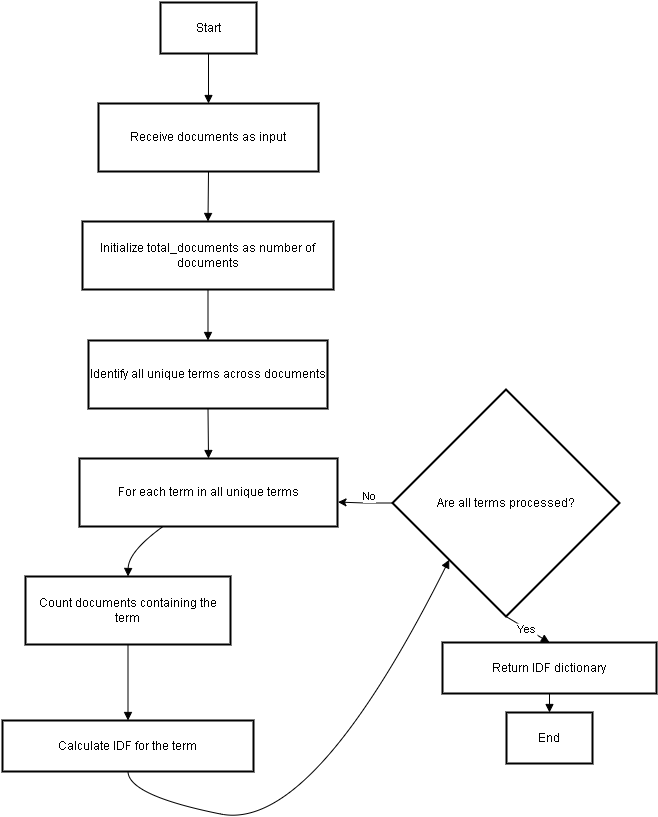 Start
Receive documents as input
Initialize total_documents as number of
documents
Identify all unique terms across documents
For each term in all unique terms
No
Are all terms processed?
Count documents containing the
term
Yes
Return IDF dictionary
Calculate IDF for the term
End